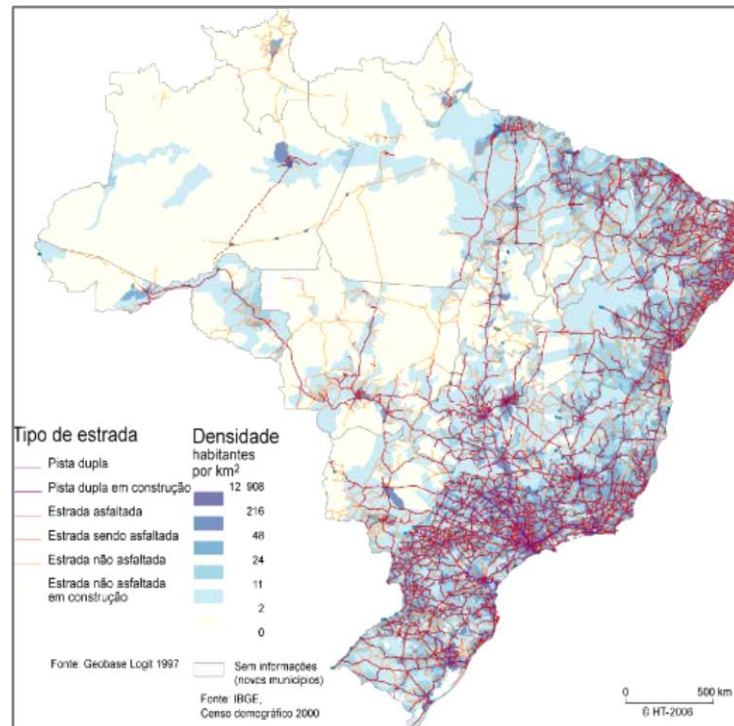 Tipo de estrada
Pista dupla
Pista dupla em construção
Estrada asfaltada
Estrada sendo asfaltada
Estrada não asfaltada
Estrada não asfaltada
em construção
Fonte: Geobase Logit 1997
Densidade
habitantes
por km²
12 908
216
48
24
11
2
0
Sem informações
(novos municípios)
Fonte: IBGE,
Censo demográfico 2000
0 500 km
© HT-2006